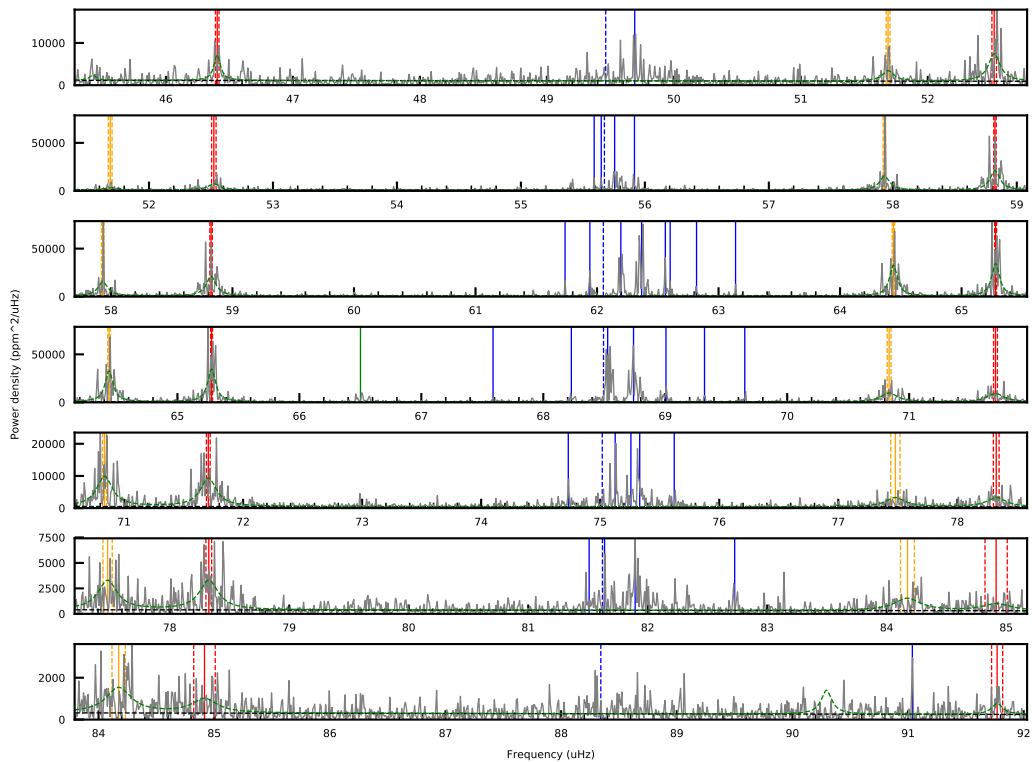 10000
0
46 47 48 49 50 51 52
50000
0
52 53 54 55 56 57 58 59
50000
0
58 59 60 61 62 63 64 65
Power density (ppm^2/uHz)
50000
0
65 66 67 68 69 70 71
20000
10000
0
71 72 73 74 75 76 77 78
7500
5000
2500
0
78 79 80 81 82 83 84 85
2000
0
84 85 86 87 88 89 90 91 92
Frequency (uHz)